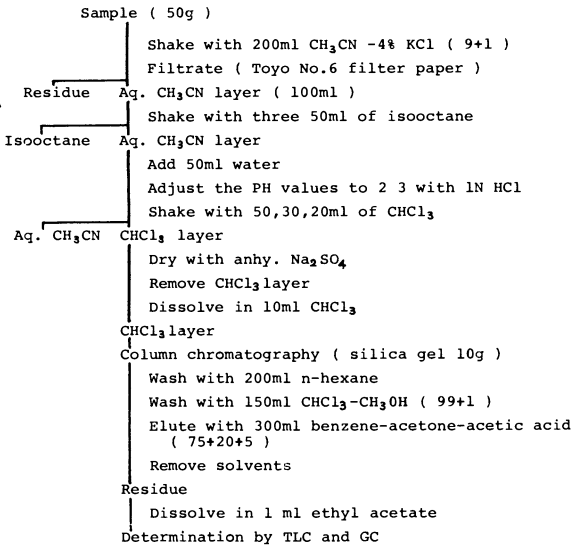 Sample ( 50g )
Shake with 200ml CH₃CN -4% KCl ( 9+1 )
Filtrate ( Toyo No.6 filter paper )
Residue Aq. CH₃CN layer ( 100ml )
Shake with three 50ml of isooctane
Isooctane Aq. CH₃CN layer
Add 50ml water
Adjust the PH values to 2 3 with 1N HCl
Shake with 50,30,20ml of CHCl₃
Aq. CH₃CN CHCl₃ layer
Dry with anhy. Na₂SO₄
Remove CHCl₃ layer
Dissolve in 10ml CHCl₃
CHCl₃ layer
Column chromatography ( silica gel 10g )
Wash with 200ml n-hexane
Wash with 150ml CHCl₃-CH₃OH ( 99+1 )
Elute with 300ml benzene-acetone-acetic acid
( 75+20+5 )
Remove solvents
Residue
Dissolve in 1 ml ethyl acetate
Determination by TLC and GC